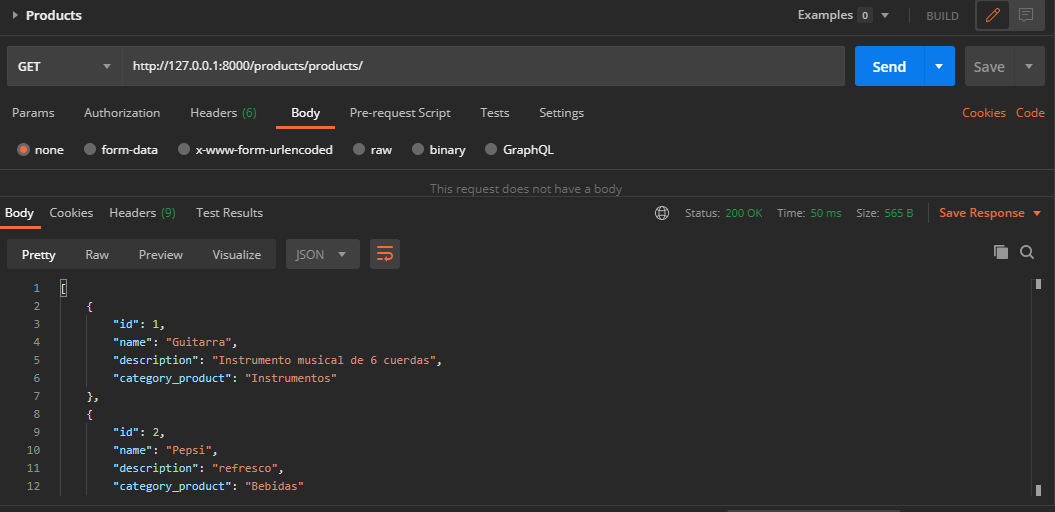 Products Examples 0 BUILD
GET http://127.0.0.1:8000/products/products/ Send Save
Params Authorization Headers (6) Body Pre-request Script Tests Settings Cookies Code
none form-data x-www-form-urlencoded raw binary GraphQL
This request does not have a body
Body Cookies Headers (9) Test Results Status: 200 OK Time: 50 ms Size: 565 B Save Response
Pretty Raw Preview Visualize JSON
1 [
2 {
3 "id": 1,
4 "name": "Guitarra",
5 "description": "Instrumento musical de 6 cuerdas",
6 "category_product": "Instrumentos"
7 },
8 {
9 "id": 2,
10 "name": "Pepsi",
11 "description": "refresco",
12 "category_product": "Bebidas"